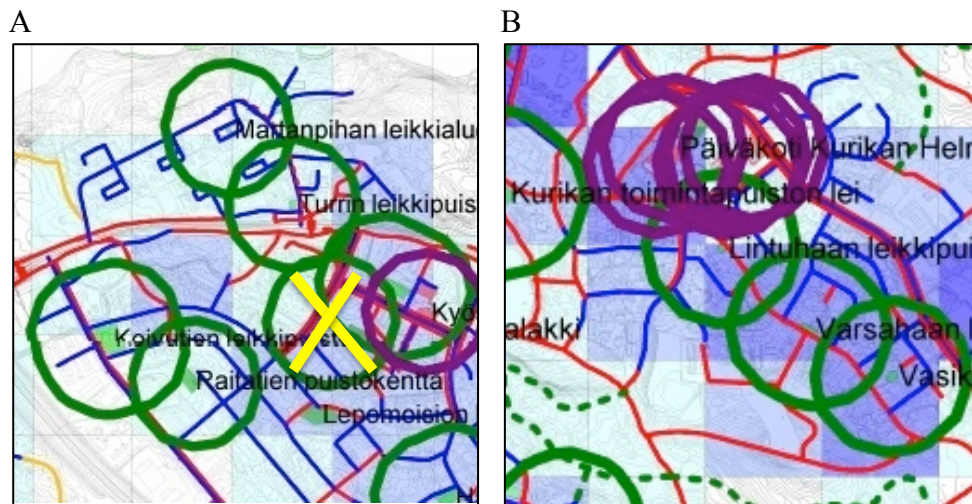 A
B
Martanpihan leikkialu
Turrin leikkipuis
Kyö
Koivutien leikkip
Raitatien puistokenttä
Lepomoision
H
Päiväkoti Kurikan Helm
Kurikan toimintapuiston lei
Lintuhaan leikkipui
alakki
Varsahaan
Vasik